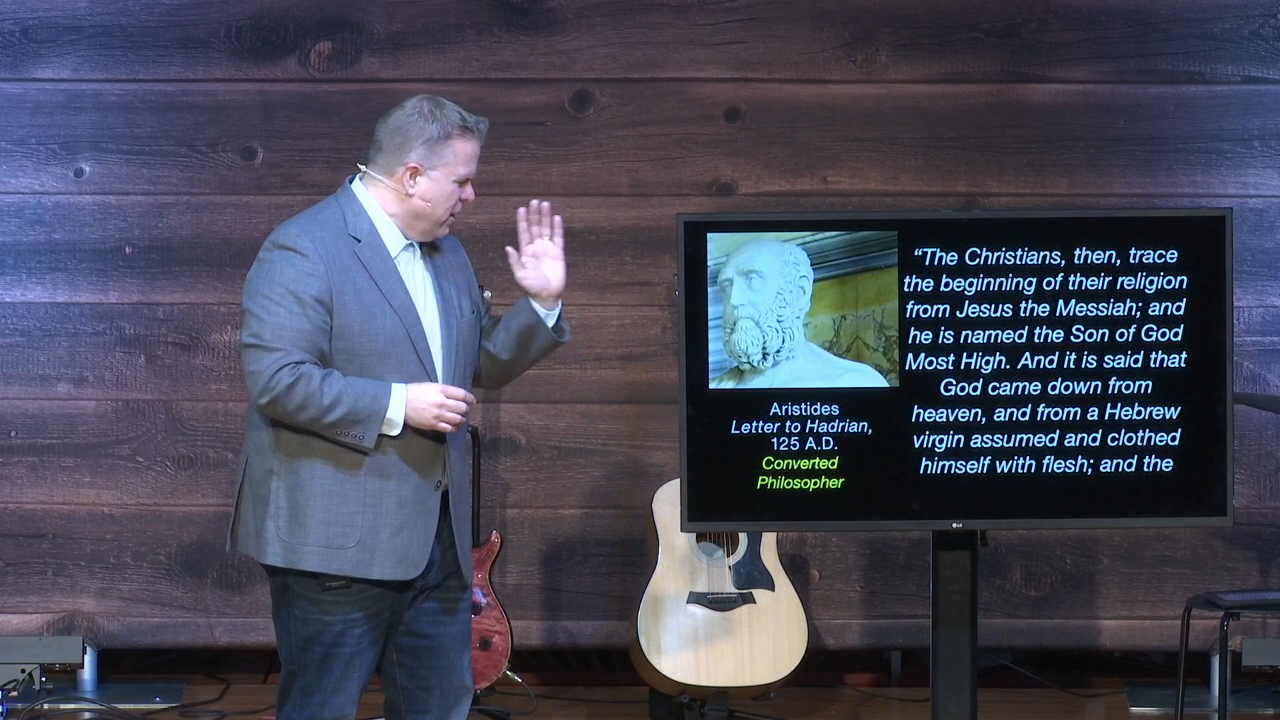 “The Christians, then, trace
the beginning of their religion
from Jesus the Messiah; and
he is named the Son of God
Most High. And it is said that
God came down from
heaven, and from a Hebrew
virgin assumed and clothed
himself with flesh; and the
Aristides
Letter to Hadrian,
125 A.D.
Converted
Philosopher
LG